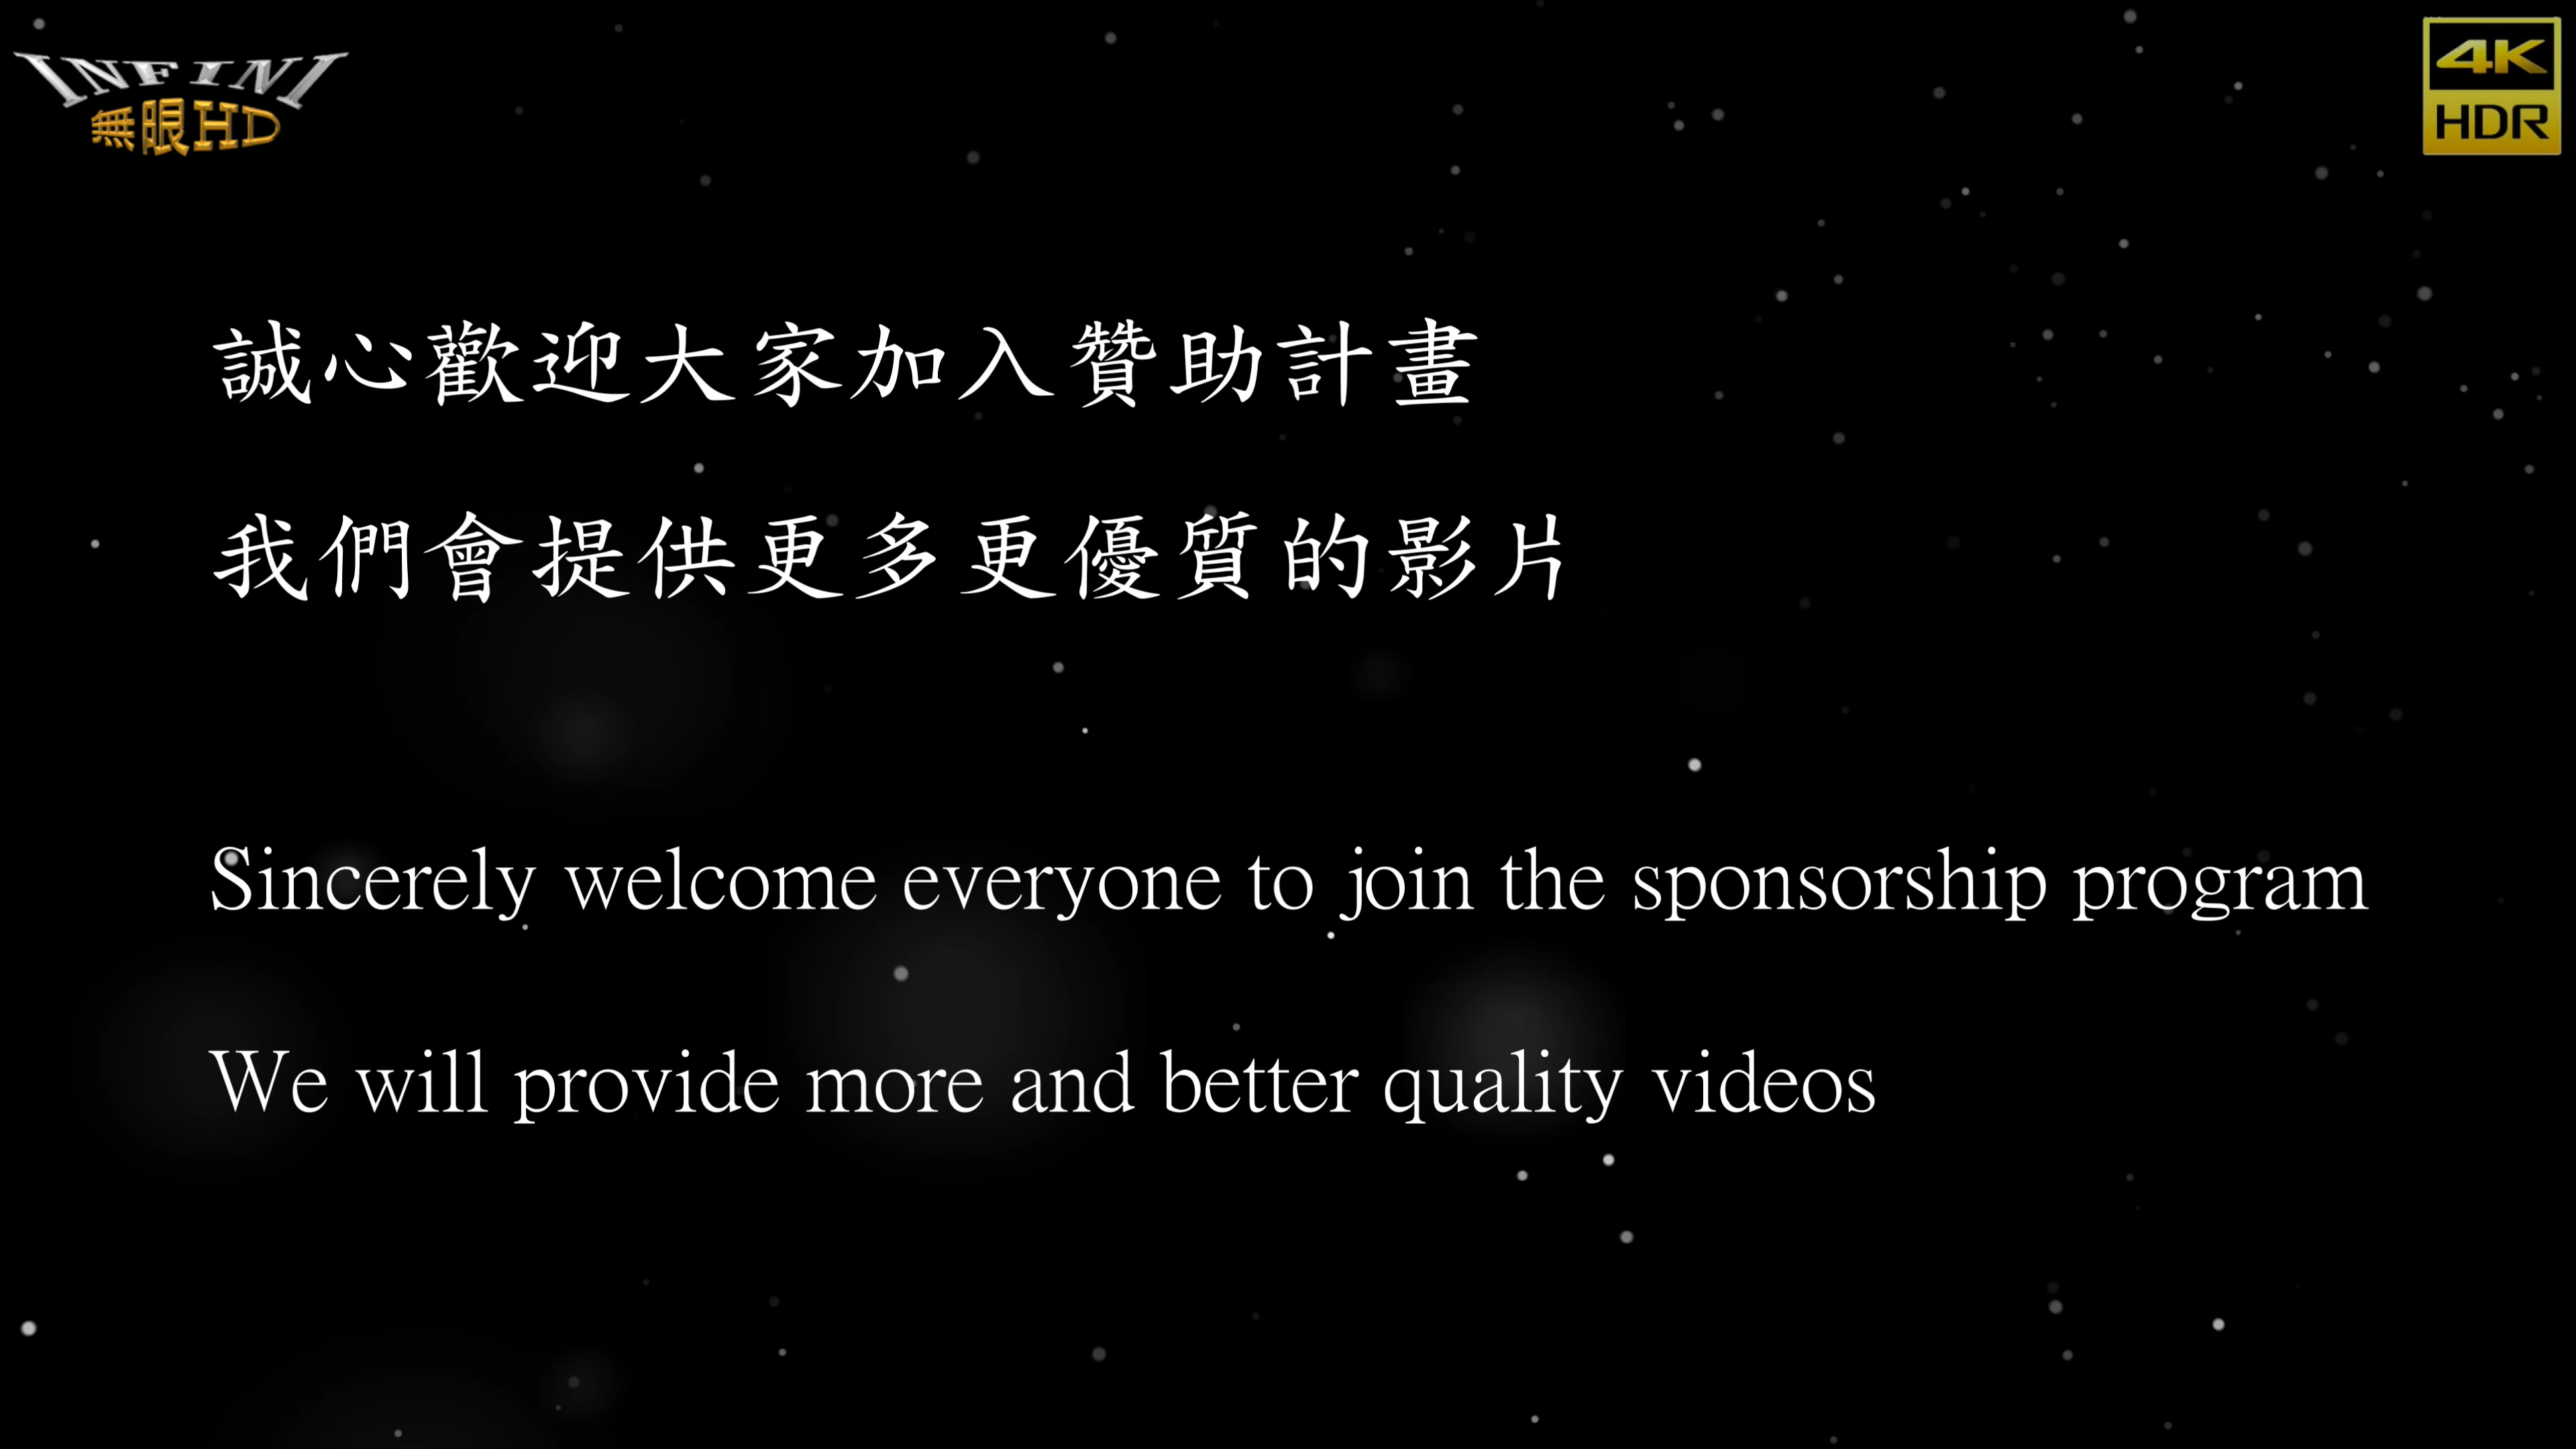 INFINI
無限HD
4K
HDR
誠心歡迎大家加入贊助計畫
我們會提供更多更優質的影片
Sincerely welcome everyone to join the sponsorship program
We will provide more and better quality videos